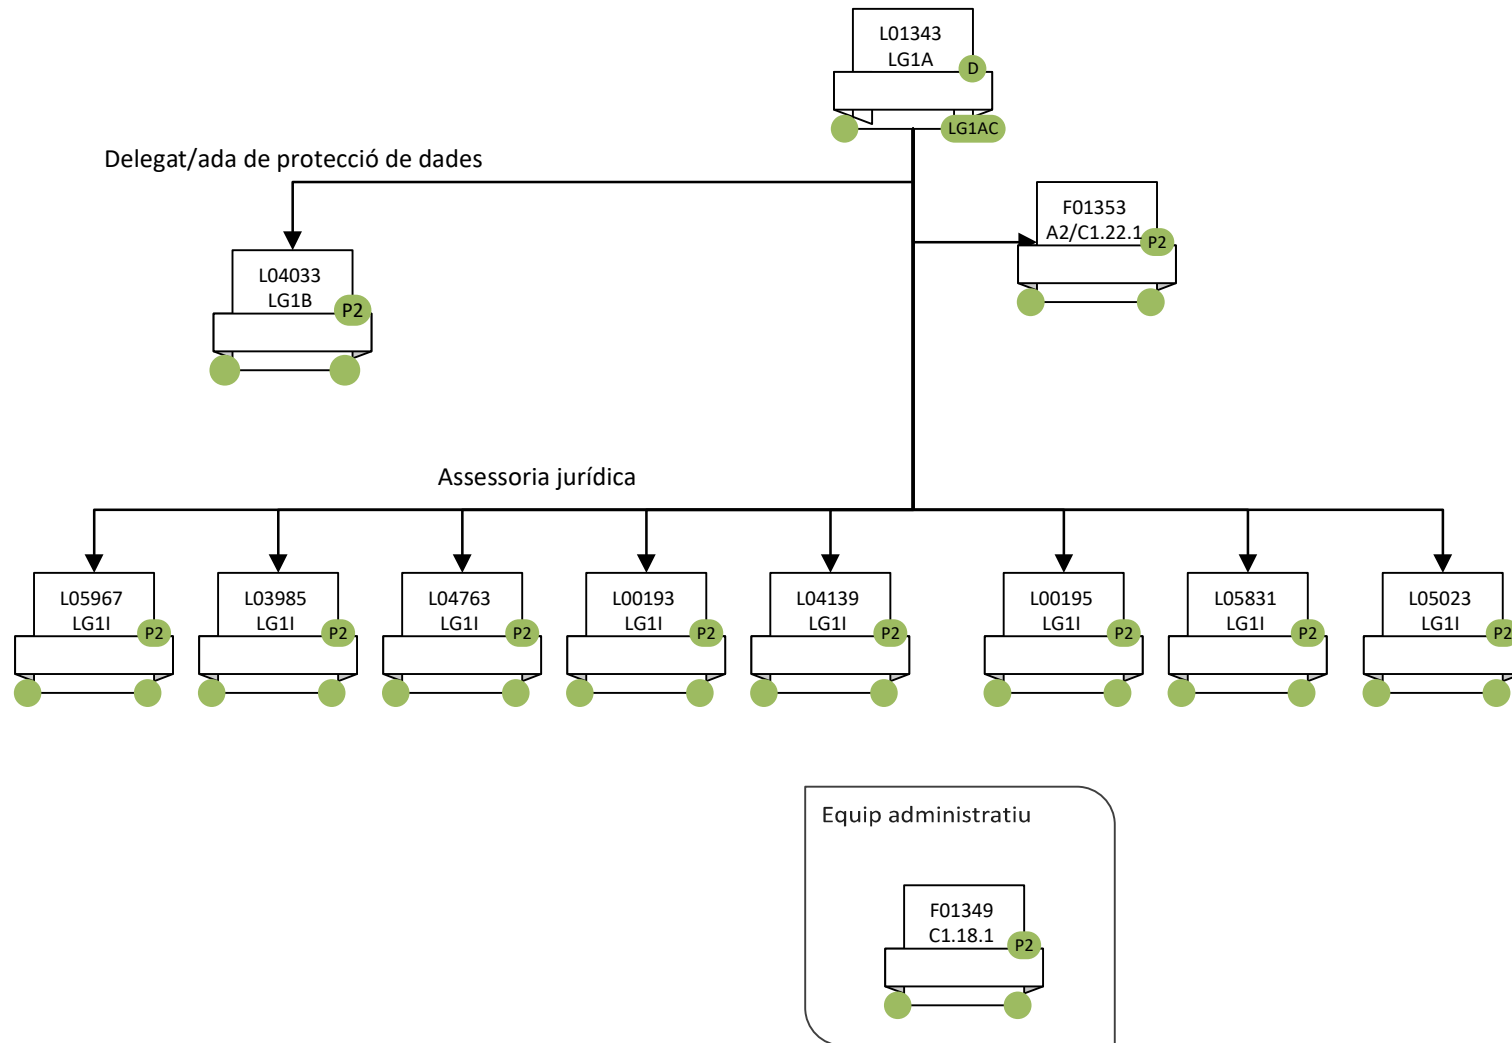 L01343
LG1A
D
LG1AC
Delegat/ada de protecció de dades
F01353
A2/C1.22.1
P2
L04033
LG1B
P2
Assessoria jurídica
L05967
LG1I
P2
L03985
LG1I
P2
L04763
LG1I
P2
L00193
LG1I
P2
L04139
LG1I
P2
L00195
LG1I
P2
L05831
LG1I
P2
L05023
LG1I
P2
Equip administratiu
F01349
C1.18.1
P2